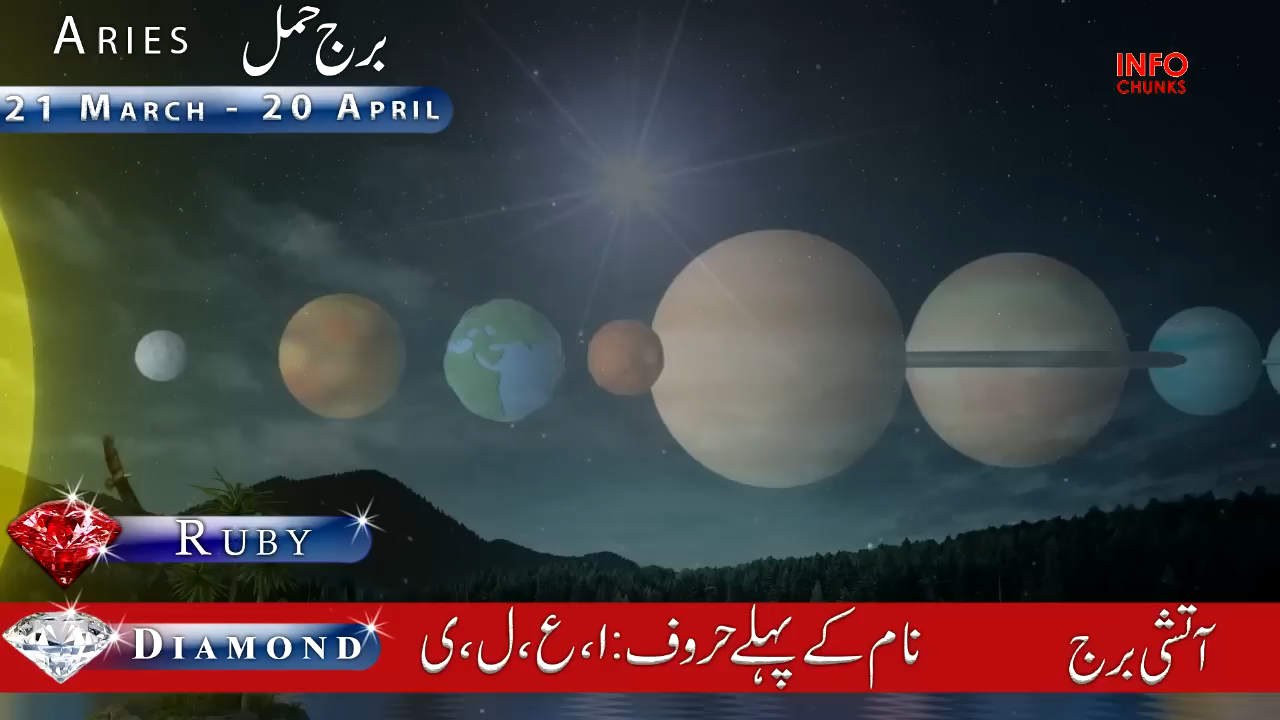 Aries برج حمل
INFO
CHUNKS
21 March - 20 April
Ruby
Diamond
نام کے پہلے حروف: ا، ع، ل، ی
آتشی برج